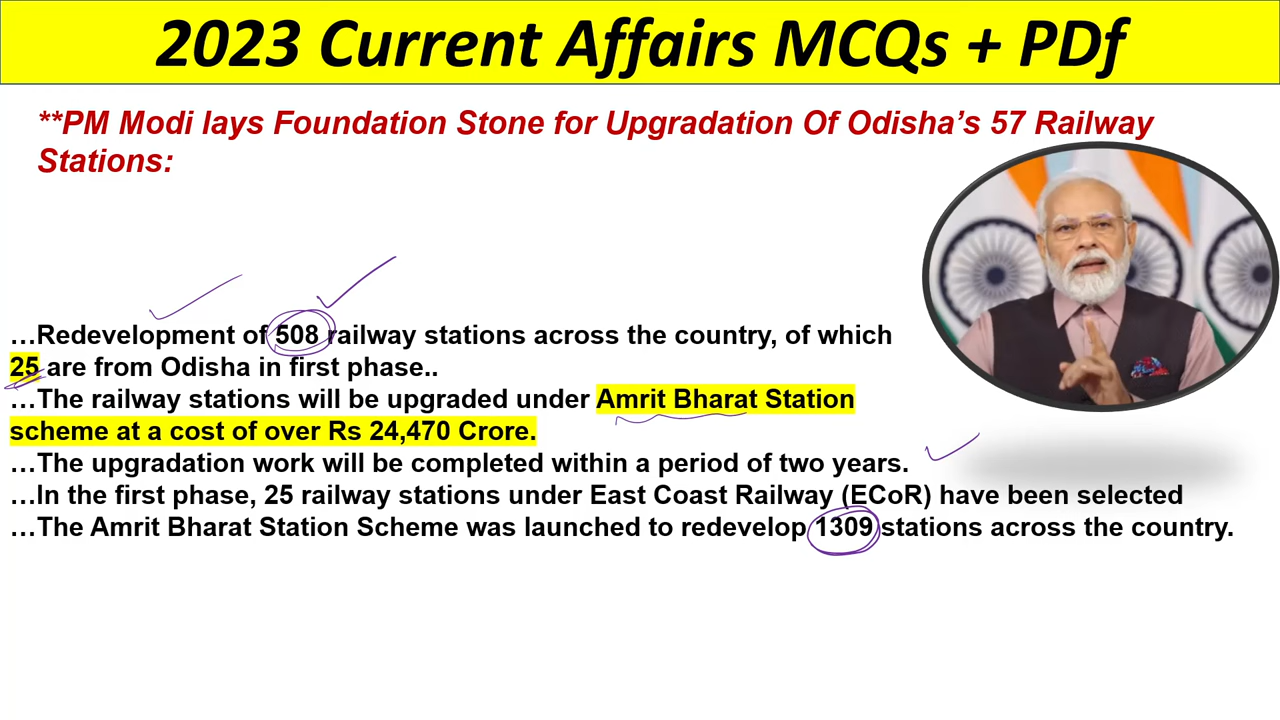 2023 Current Affairs MCQs + PDf
**PM Modi lays Foundation Stone for Upgradation Of Odisha’s 57 Railway
Stations:
…Redevelopment of 508 railway stations across the country, of which
25 are from Odisha in first phase..
…The railway stations will be upgraded under Amrit Bharat Station
scheme at a cost of over Rs 24,470 Crore.
…The upgradation work will be completed within a period of two years.
…In the first phase, 25 railway stations under East Coast Railway (ECoR) have been selected
…The Amrit Bharat Station Scheme was launched to redevelop 1309 stations across the country.